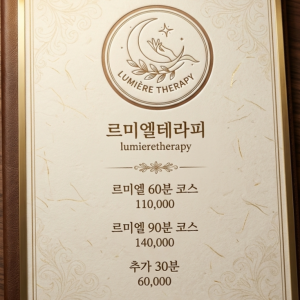 LUMIÈRE THERAPY
르미엘테라피
lumieretherapy
르미엘 60분 코스
110,000
르미엘 90분 코스
140,000
추가 30분
60,000